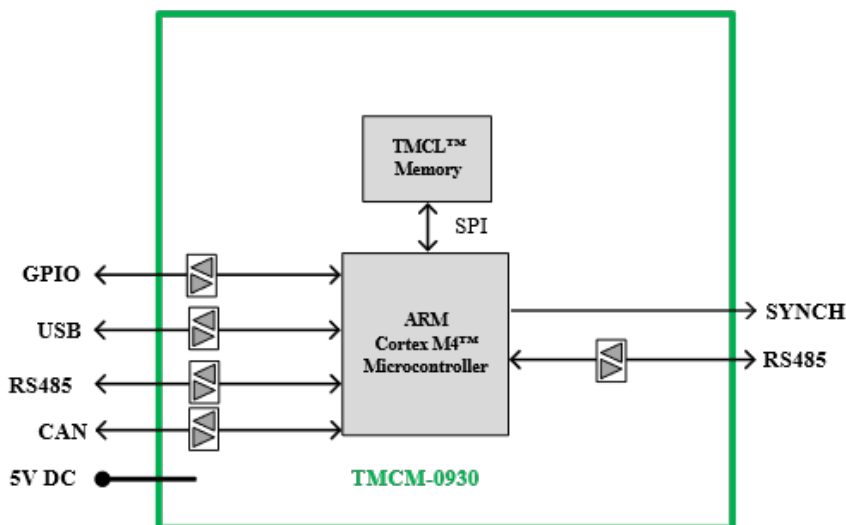 TMCL™
Memory
SPI
GPIO
USB
RS485
CAN
5V DC
ARM
Cortex M4™
Microcontroller
SYNCH
RS485
TMCM-0930